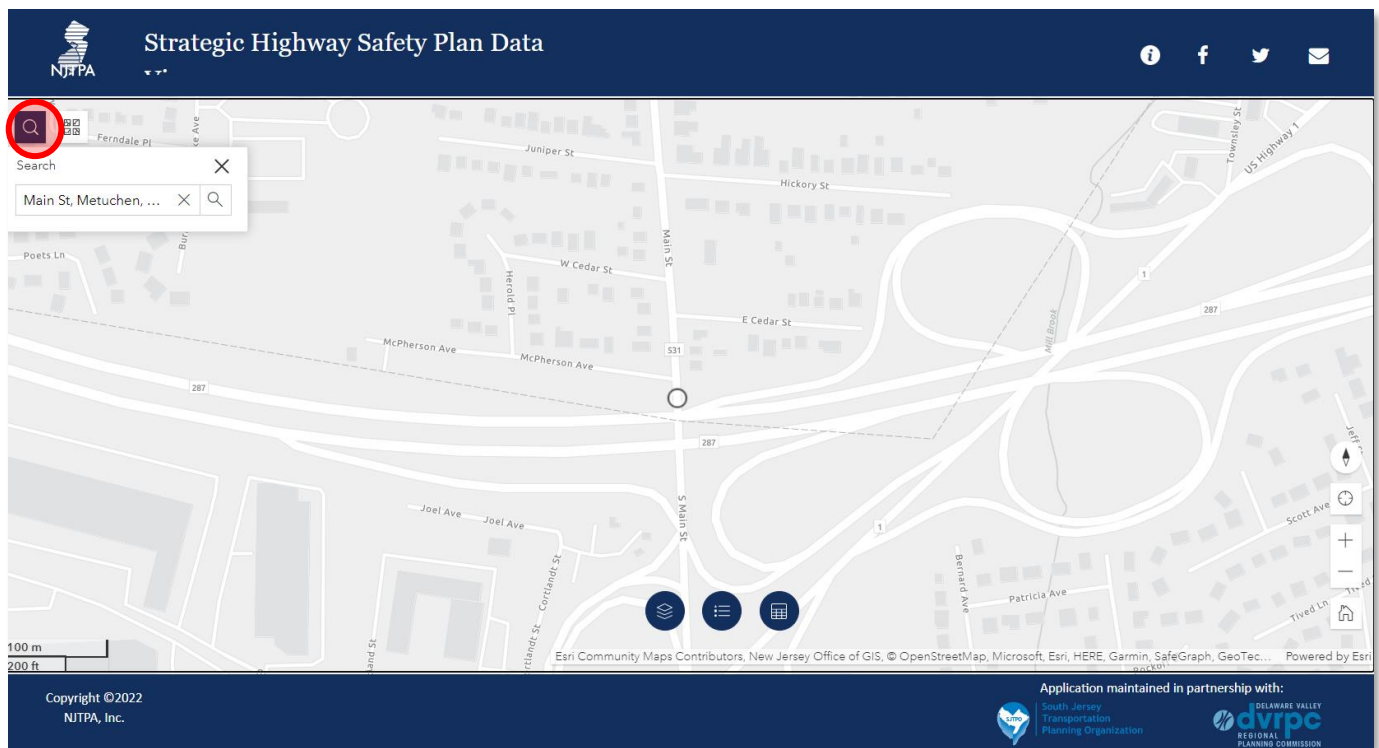 NJTPA
Strategic Highway Safety Plan Data
Ferndale Pl
Search
Main St, Metuchen, ...
Poets Ln
Juniper St
Hickory St
Townsley St
US Highway 1
Main St
W Cedar St
Herold Pl
E Cedar St
Mill Brook
1
287
McPherson Ave
McPherson Ave
531
287
287
Joel Ave
Joel Ave
S Main St
1
Scott Ave
Cortlandt St
Bernard Ave
Patricia Ave
Tived Ln
100 m
200 ft
Esri Community Maps Contributors, New Jersey Office of GIS, © OpenStreetMap, Microsoft, Esri, HERE, Garmin, SafeGraph, GeoTec...
Powered by Esri
Copyright ©2022
NJTPA, Inc.
Application maintained in partnership with:
SJTPO
South Jersey
Transportation
Planning Organization
DELAWARE VALLEY
dvrpc
REGIONAL
PLANNING COMMISSION